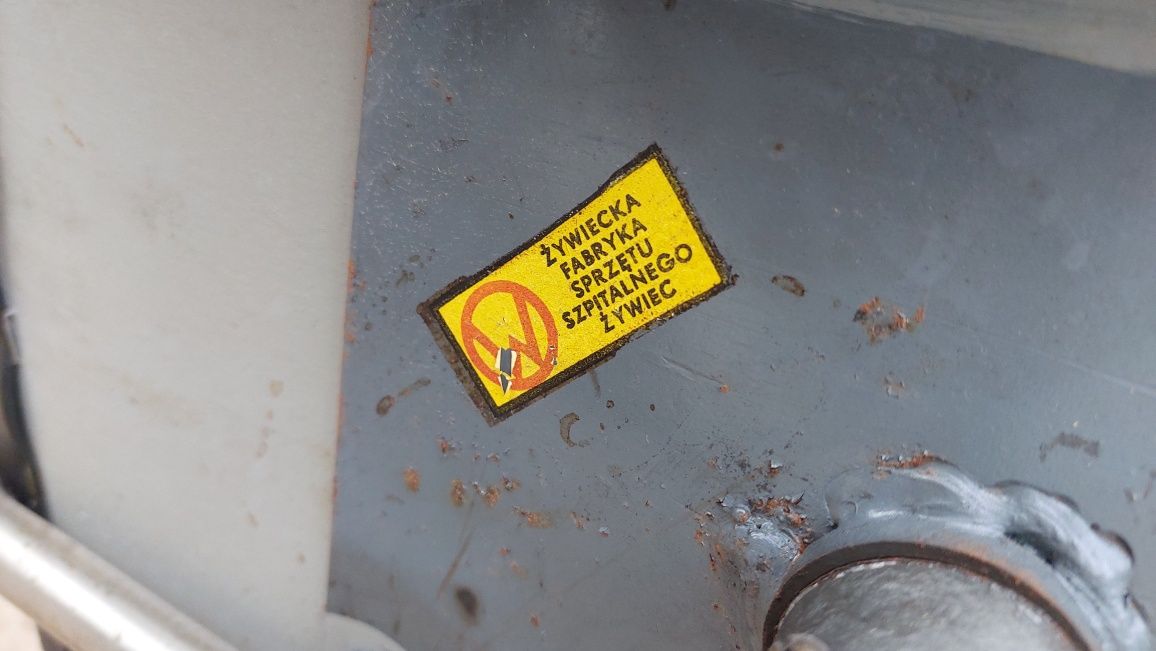 ŻYWIECKA
FABRYKA
SPRZĘTU
SZPITALNEGO
ŻYWIEC